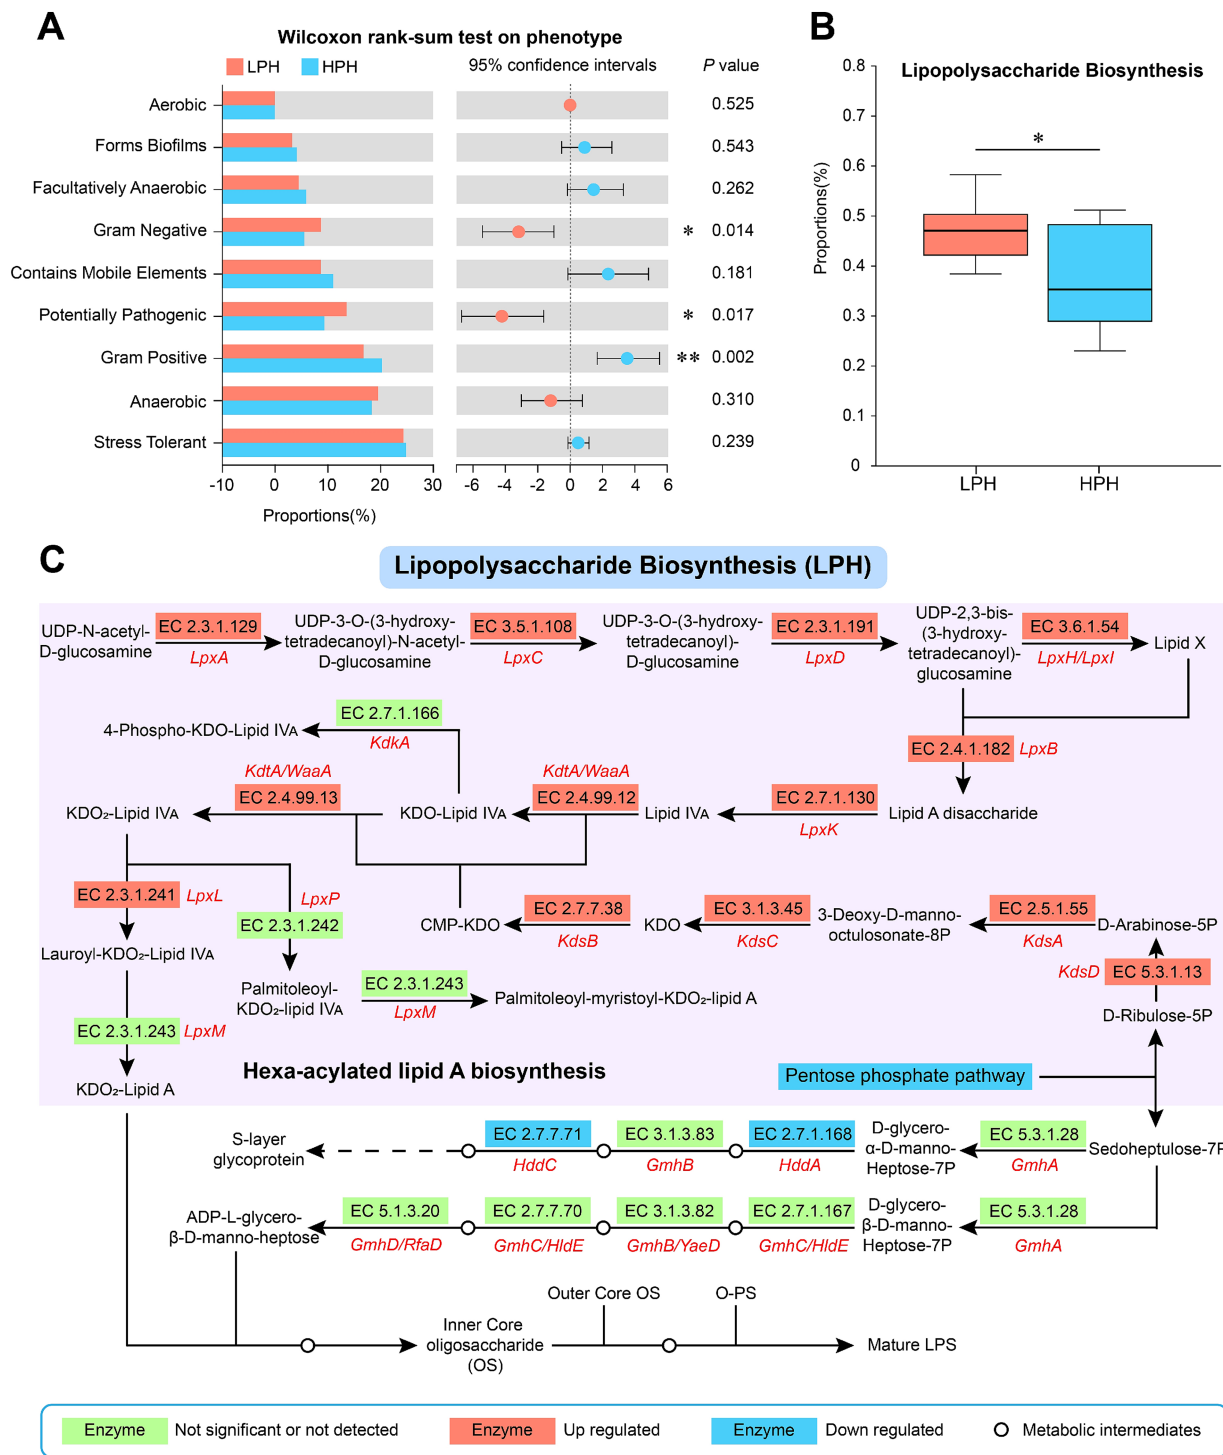 A
Wilcoxon rank-sum test on phenotype
LPH HPH 95% confidence intervals P value
Aerobic 0.525
Forms Biofilms 0.543
Facultatively Anaerobic 0.262
Gram Negative * 0.014
Contains Mobile Elements 0.181
Potentially Pathogenic * 0.017
Gram Positive ** 0.002
Anaerobic 0.310
Stress Tolerant 0.239
-10 0 10 20 30 -6 -4 -2 0 2 4 6
Proportions(%)
B
Lipopolysaccharide Biosynthesis
*
0.8
0.7
0.6
0.5
0.4
0.3
0.2
0.1
0
Proportions(%)
LPH HPH
C
Lipopolysaccharide Biosynthesis (LPH)
UDP-N-acetyl-
D-glucosamine
EC 2.3.1.129
LpxA
UDP-3-O-(3-hydroxy-
tetradecanoyl)-N-acetyl-
D-glucosamine
EC 3.5.1.108
LpxC
UDP-3-O-(3-hydroxy-
tetradecanoyl)-
D-glucosamine
EC 2.3.1.191
LpxD
UDP-2,3-bis-
(3-hydroxy-
tetradecanoyl)-
glucosamine
EC 3.6.1.54
LpxH/LpxI
Lipid X
4-Phospho-KDO-Lipid IVA
EC 2.7.1.166
KdkA
EC 2.4.1.182 LpxB
KDO₂-Lipid IVA
KdtA/WaaA
EC 2.4.99.13
KDO-Lipid IVA
KdtA/WaaA
EC 2.4.99.12
Lipid IVA
EC 2.7.1.130
LpxK
Lipid A disaccharide
EC 2.3.1.241 LpxL
LpxP
EC 2.3.1.242
CMP-KDO
EC 2.7.7.38
KdsB
KDO
EC 3.1.3.45
KdsC
3-Deoxy-D-manno-
octulosonate-8P
EC 2.5.1.55
KdsA
D-Arabinose-5P
KdsD EC 5.3.1.13
D-Ribulose-5P
Lauroyl-KDO₂-Lipid IVA
Palmitoleoyl-
KDO₂-lipid IVA
EC 2.3.1.243
LpxM
Palmitoleoyl-myristoyl-KDO₂-lipid A
EC 2.3.1.243 LpxM
KDO₂-Lipid A
Hexa-acylated lipid A biosynthesis
Pentose phosphate pathway
S-layer
glycoprotein
EC 2.7.7.71
HddC
EC 3.1.3.83
GmhB
EC 2.7.1.168
HddA
D-glycero-
α-D-manno-
Heptose-7P
EC 5.3.1.28
GmhA
Sedoheptulose-7P
ADP-L-glycero-
β-D-manno-heptose
EC 5.1.3.20
GmhD/RfaD
EC 2.7.7.70
GmhC/HldE
EC 3.1.3.82
GmhB/YaeD
EC 2.7.1.167
GmhC/HldE
D-glycero-
β-D-manno-
Heptose-7P
EC 5.3.1.28
GmhA
Outer Core OS O-PS
Inner Core
oligosaccharide
(OS)
Mature LPS
Enzyme Not significant or not detected Enzyme Up regulated Enzyme Down regulated Metabolic intermediates